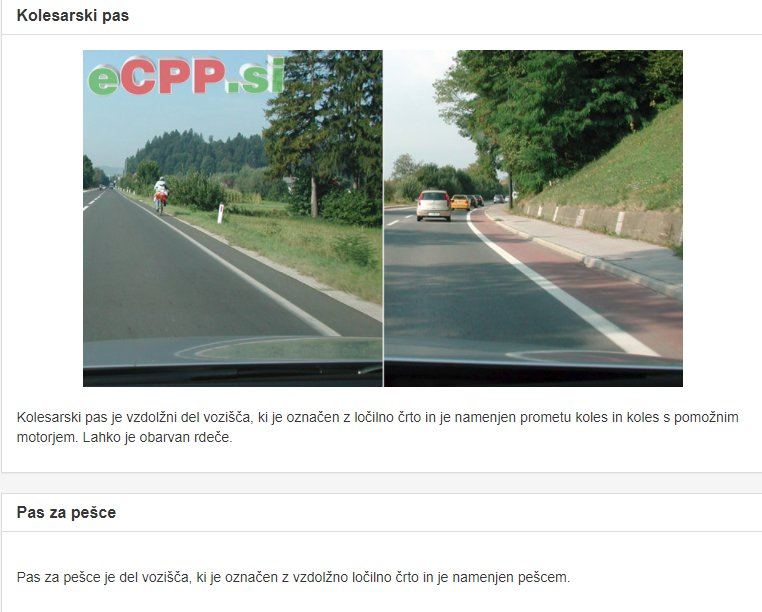 Kolesarski pas
eCPP.si
Kolesarski pas je vzdolžni del vozišča, ki je označen z ločilno črto in je namenjen prometu koles in koles s pomožnim
motorjem. Lahko je obarvan rdeče.
Pas za pešce
Pas za pešce je del vozišča, ki je označen z vzdolžno ločilno črto in je namenjen pešcem.